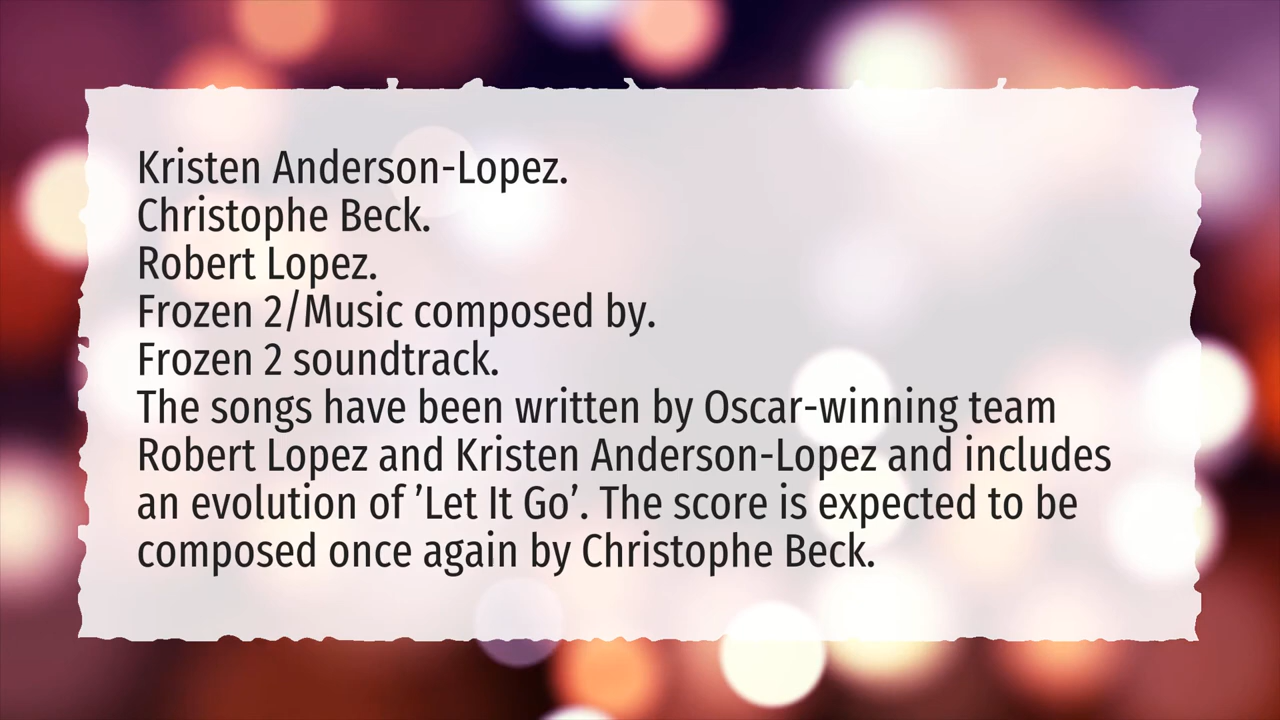 Kristen Anderson-Lopez.
Christophe Beck.
Robert Lopez.
Frozen 2/Music composed by.
Frozen 2 soundtrack.
The songs have been written by Oscar-winning team
Robert Lopez and Kristen Anderson-Lopez and includes
an evolution of ’Let It Go’. The score is expected to be
composed once again by Christophe Beck.